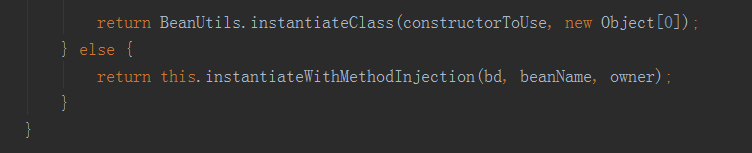 return BeanUtils.instantiateClass(constructorToUse, new Object[0]);
} else {
return this.instantiateWithMethodInjection(bd, beanName, owner);
}
}